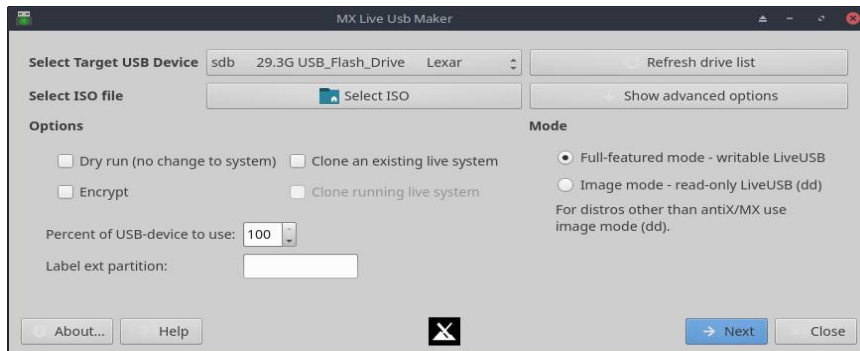 MX Live Usb Maker
Select Target USB Device sdb 29.3G USB_Flash_Drive Lexar Refresh drive list
Select ISO file Select ISO Show advanced options
Options Mode
Dry run (no change to system) Clone an existing live system Full-featured mode - writable LiveUSB
Encrypt Clone running live system Image mode - read-only LiveUSB (dd)
For distros other than antiX/MX use
image mode (dd).
Percent of USB-device to use: 100
Label ext partition:
About... Help Next Close